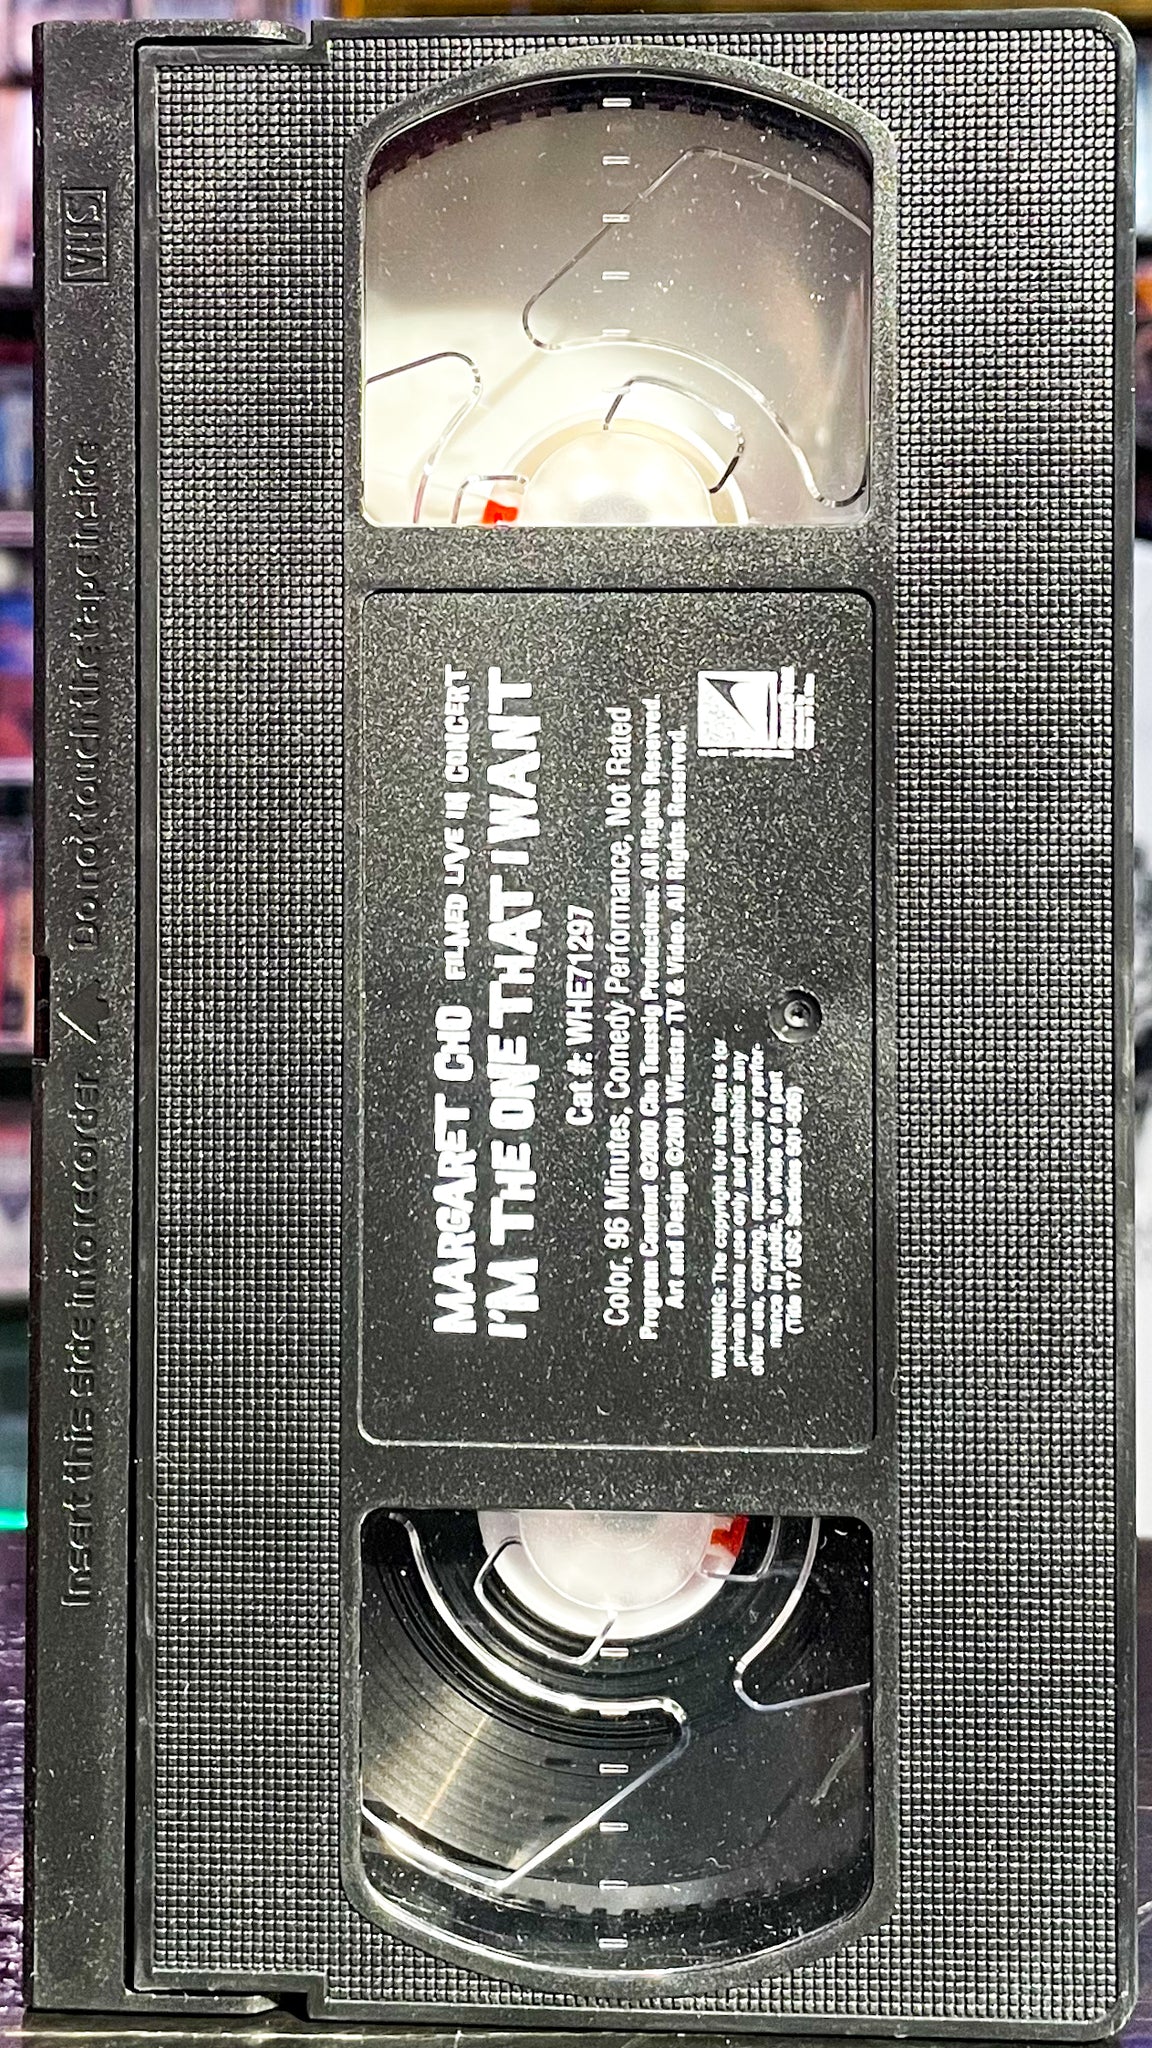 VHS
Insert this side into recorder. Do not touch the tape inside
MARGARET CHO FILMED LIVE IN CONCERT
I'M THE ONE THAT I WANT
Cat #: WHE71297
Color, 96 Minutes, Comedy Performance, Not Rated
Program Content ©2000 Cho Taussig Productions. All Rights Reserved.
Art and Design ©2001 Winstar TV & Video. All Rights Reserved.
WARNING: The copyright for this film is for
private home use only and prohibits any
other use, copying, reproduction or perfor-
mance in public, in whole or in part
(Title 17 USC Sections 501-506)